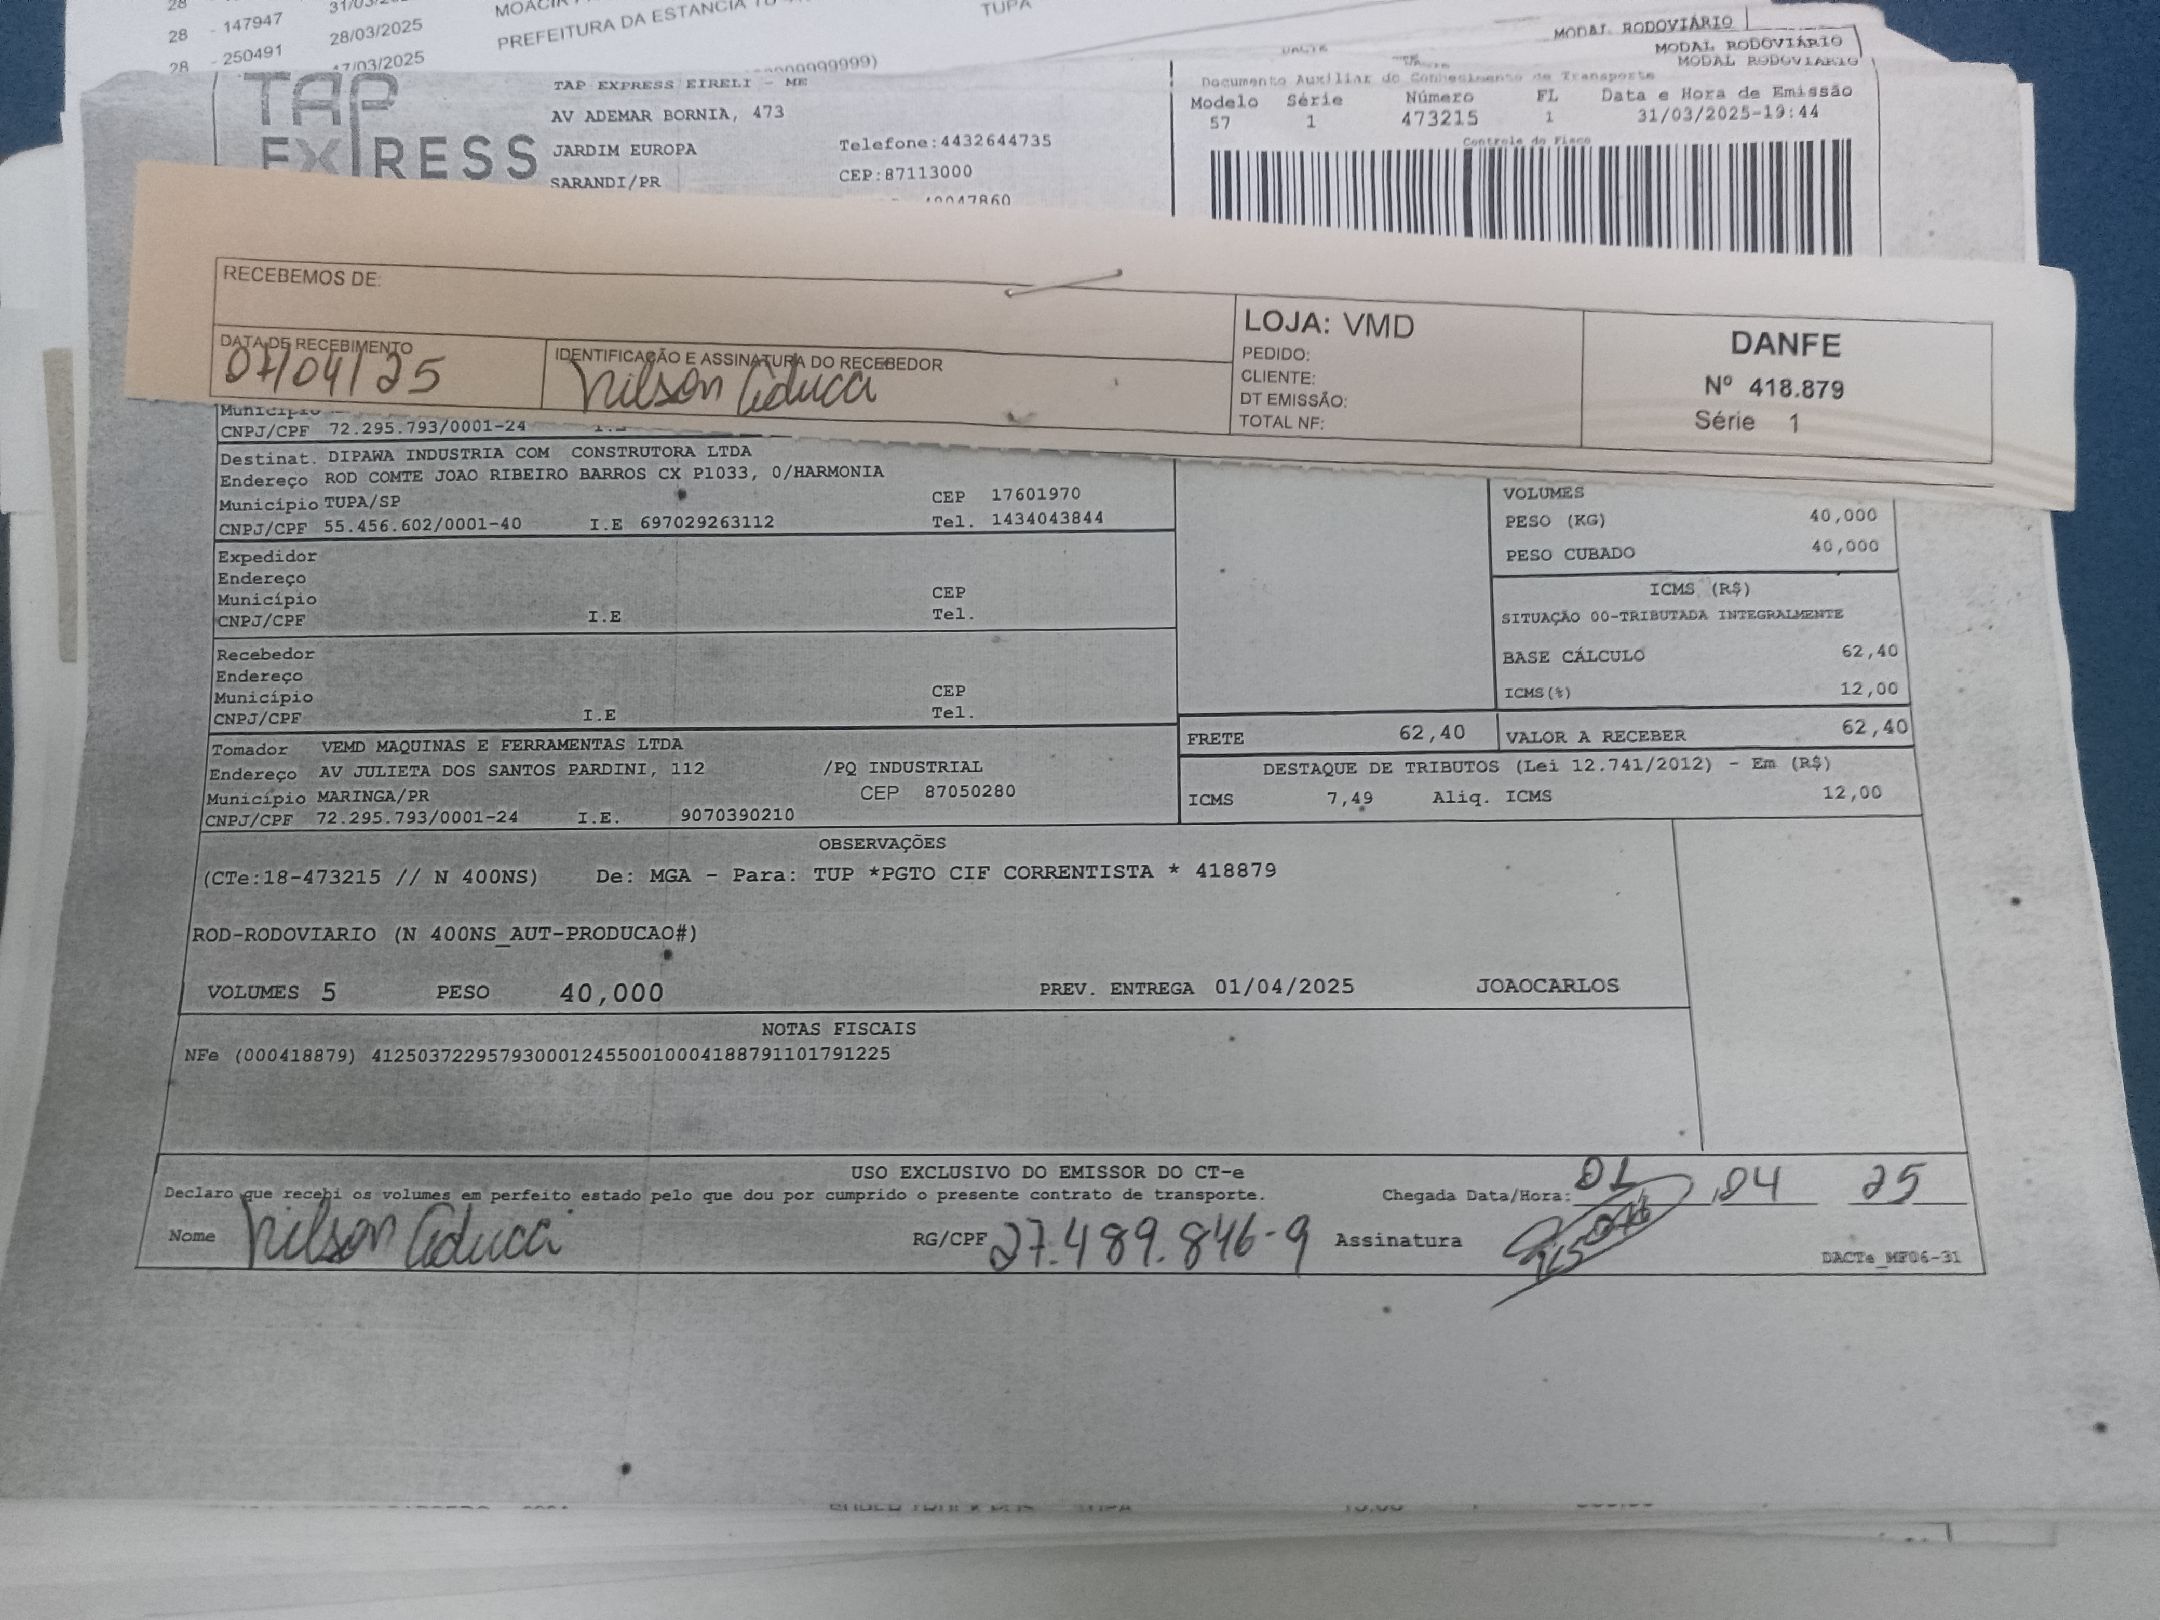 28 - 147947 28/03/2025 PREFEITURA DA ESTANCIA TUPA
28 - 250491
MODAL RODOVIÁRIO
MODAL RODOVIÁRIO
MODAL RODOVIÁRIO
TAP EXPRESS
TAP EXPRESS EIRELI - ME
AV ADEMAR BORNIA, 473
JARDIM EUROPA Telefone:4432644735
SARANDI/PR CEP:87113000
Documento Auxiliar do Conhecimento de Transporte
Modelo Série Número FL Data e Hora de Emissão
57 1 473215 1 31/03/2025-19:44
Controle do Fisco
RECEBEMOS DE:
DATA DE RECEBIMENTO
IDENTIFICAÇÃO E ASSINATURA DO RECEBEDOR
Nilson
LOJA: VMD
PEDIDO:
CLIENTE:
DT EMISSÃO:
TOTAL NF:
DANFE
Nº 418.879
Série 1
Município
CNPJ/CPF 72.295.793/0001-24
Destinat. DIPAWA INDUSTRIA COM CONSTRUTORA LTDA
Endereço ROD COMTE JOAO RIBEIRO BARROS CX P1033, 0/HARMONIA
Município TUPA/SP CEP 17601970
CNPJ/CPF 55.456.602/0001-40 I.E 697029263112 Tel. 1434043844
Expedidor
Endereço
Município CEP
CNPJ/CPF I.E Tel.
Recebedor
Endereço
Município CEP
CNPJ/CPF I.E Tel.
Tomador VEMD MAQUINAS E FERRAMENTAS LTDA
Endereço AV JULIETA DOS SANTOS PARDINI, 112 /PQ INDUSTRIAL
Município MARINGA/PR CEP 87050280
CNPJ/CPF 72.295.793/0001-24 I.E. 9070390210
VOLUMES
PESO (KG) 40,000
PESO CUBADO 40,000
ICMS (R$)
SITUAÇÃO 00-TRIBUTADA INTEGRALMENTE
BASE CÁLCULO 62,40
ICMS(%) 12,00
FRETE 62,40 VALOR A RECEBER 62,40
DESTAQUE DE TRIBUTOS (Lei 12.741/2012) - Em (R$)
ICMS 7,49 Aliq. ICMS 12,00
OBSERVAÇÕES
(CTe:18-473215 // N 400NS) De: MGA - Para: TUP *PGTO CIF CORRENTISTA * 418879
ROD-RODOVIARIO (N 400NS_AUT-PRODUCAO#)
VOLUMES 5 PESO 40,000 PREV. ENTREGA 01/04/2025 JOAOCARLOS
NOTAS FISCAIS
NFe (000418879) 41250372295793000124550010004188791101791225
USO EXCLUSIVO DO EMISSOR DO CT-e
Declaro que recebi os volumes em perfeito estado pelo que dou por cumprido o presente contrato de transporte. Chegada Data/Hora: 01 04 25
Nome Nilson RG/CPF 27.489.846-9 Assinatura
DACTe_MF06-31